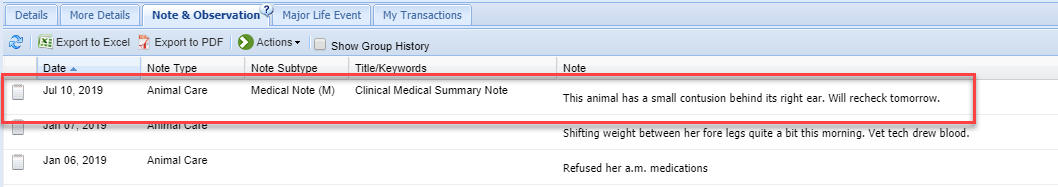 Details More Details Note & Observation ? Major Life Event My Transactions
Export to Excel Export to PDF Actions Show Group History
Date Note Type Note Subtype Title/Keywords Note
Jul 10, 2019 Animal Care Medical Note (M) Clinical Medical Summary Note This animal has a small contusion behind its right ear. Will recheck tomorrow.
Jan 07, 2019 Animal Care Shifting weight between her fore legs quite a bit this morning. Vet tech drew blood.
Jan 06, 2019 Animal Care Refused her a.m. medications